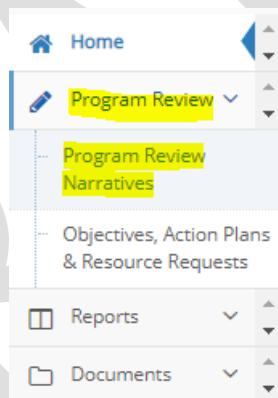 Home
Program Review
Program Review
Narratives
Objectives, Action Plans
& Resource Requests
Reports
Documents